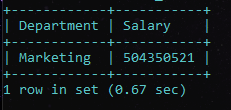 +------------+-----------+
| Department | Salary    |
+------------+-----------+
| Marketing  | 504350521 |
+------------+-----------+
1 row in set (0.67 sec)